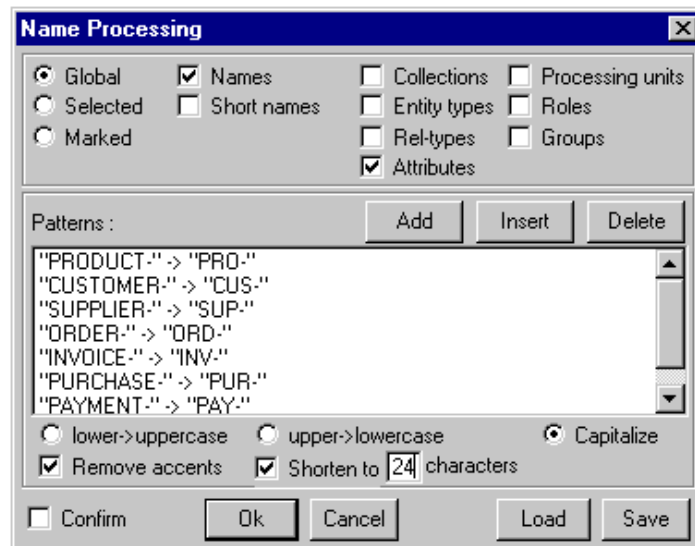 Name Processing
Global Names Collections Processing units
Selected Short names Entity types Roles
Marked Rel-types Groups
Attributes
Patterns : Add Insert Delete
"PRODUCT-" -> "PRO-"
"CUSTOMER-" -> "CUS-"
"SUPPLIER-" -> "SUP-"
"ORDER-" -> "ORD-"
"INVOICE-" -> "INV-"
"PURCHASE-" -> "PUR-"
"PAYMENT-" -> "PAY-"
lower->uppercase upper->lowercase Capitalize
Remove accents Shorten to 24 characters
Confirm Ok Cancel Load Save